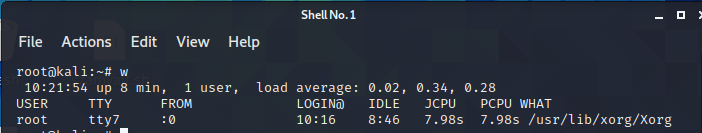 Shell No.1
File Actions Edit View Help
root@kali:~# w
 10:21:54 up 8 min,  1 user,  load average: 0.02, 0.34, 0.28
USER     TTY      FROM             LOGIN@   IDLE   JCPU   PCPU WHAT
root     tty7     :0               10:16    8:46   7.98s  7.98s /usr/lib/xorg/Xorg
root@kali:~#